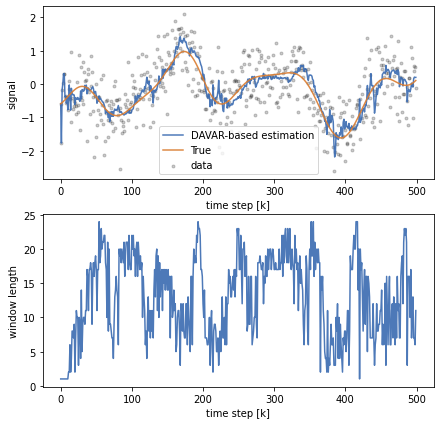 2
1
0
−1
−2
signal
DAVAR-based estimation
True
data
0 100 200 300 400 500
time step [k]
25
20
15
10
5
0
window length
0 100 200 300 400 500
time step [k]